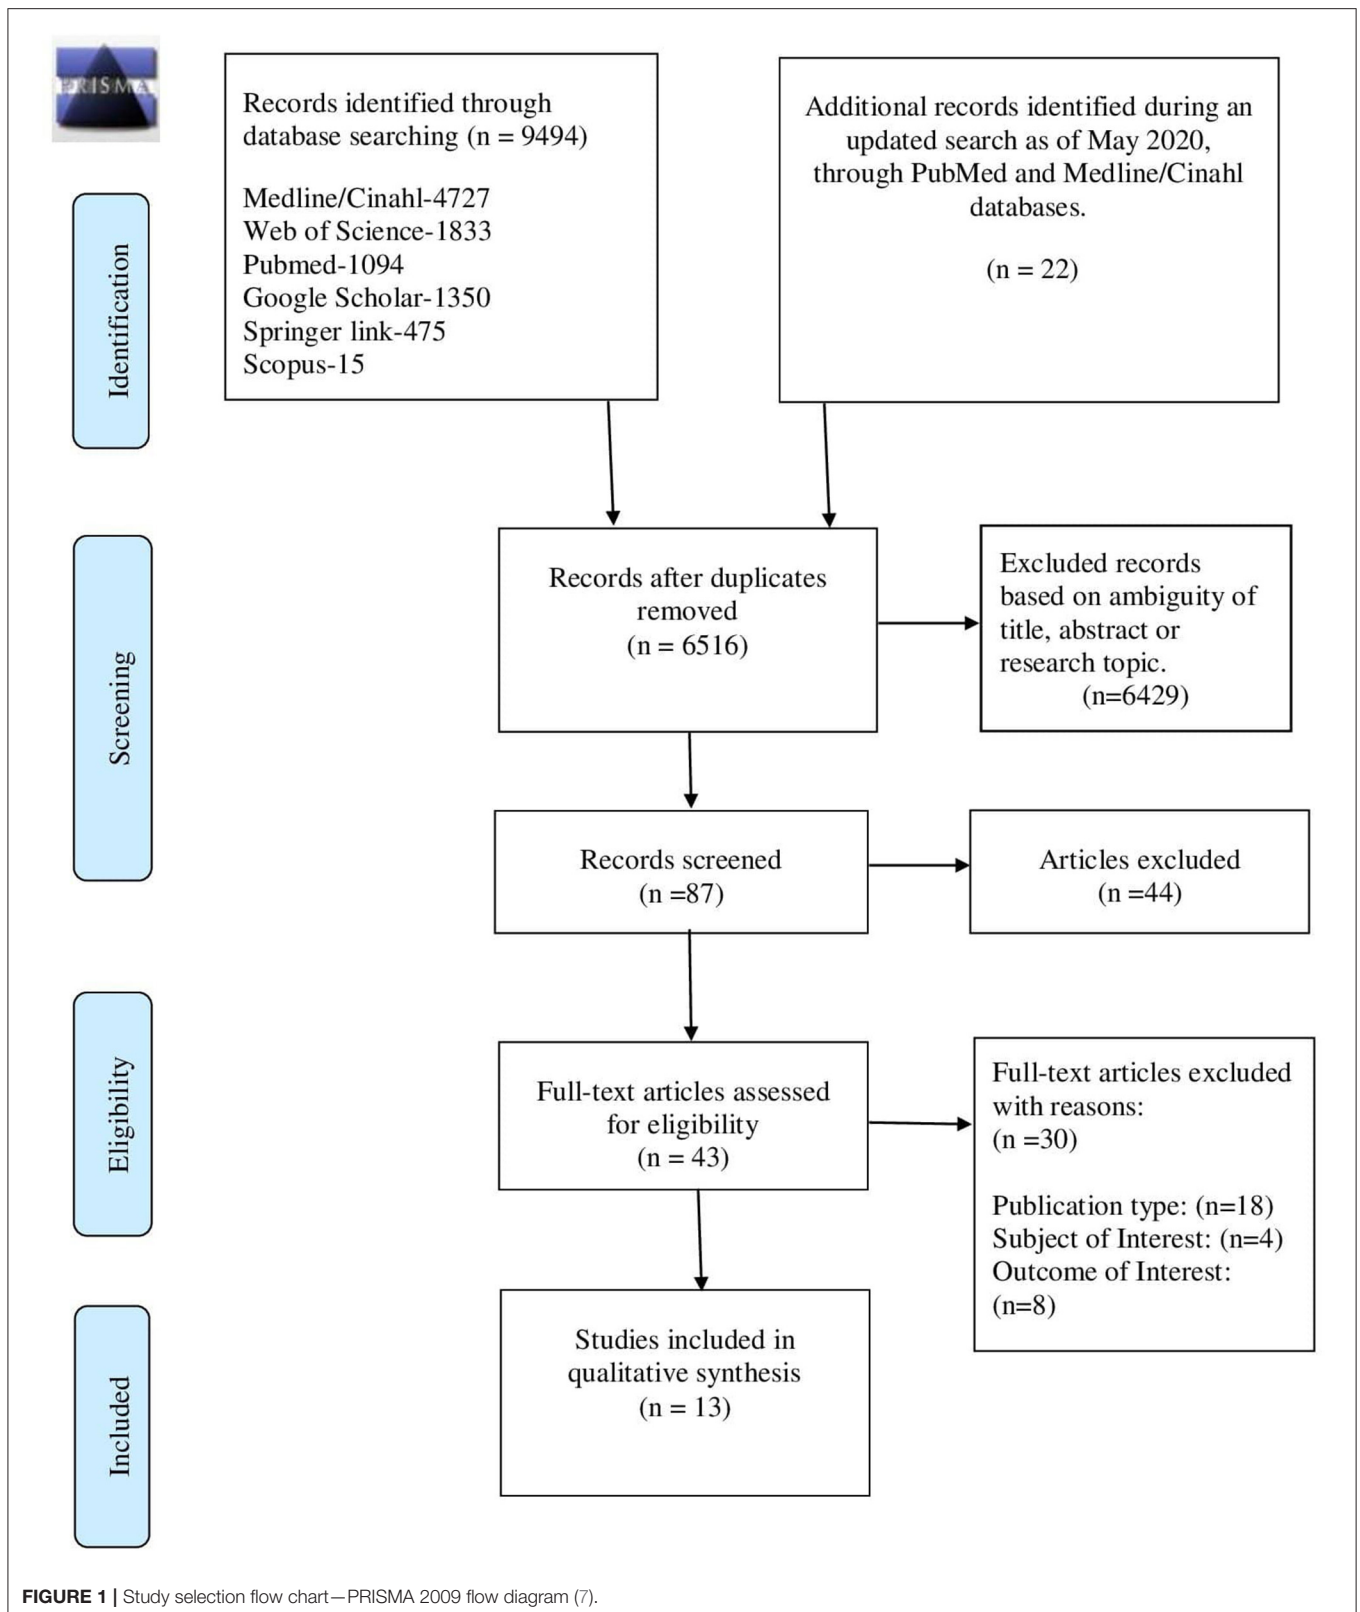 PRISMA
Records identified through
database searching (n = 9494)
Medline/Cinahl-4727
Web of Science-1833
Pubmed-1094
Google Scholar-1350
Springer link-475
Scopus-15
Additional records identified during an
updated search as of May 2020,
through PubMed and Medline/Cinahl
databases.
(n = 22)
Identification
Records after duplicates
removed
(n = 6516)
Excluded records
based on ambiguity of
title, abstract or
research topic.
(n=6429)
Screening
Records screened
(n =87)
Articles excluded
(n =44)
Eligibility
Full-text articles assessed
for eligibility
(n = 43)
Full-text articles excluded
with reasons:
(n =30)
Publication type: (n=18)
Subject of Interest: (n=4)
Outcome of Interest:
(n=8)
Included
Studies included in
qualitative synthesis
(n = 13)
FIGURE 1 | Study selection flow chart—PRISMA 2009 flow diagram (7).